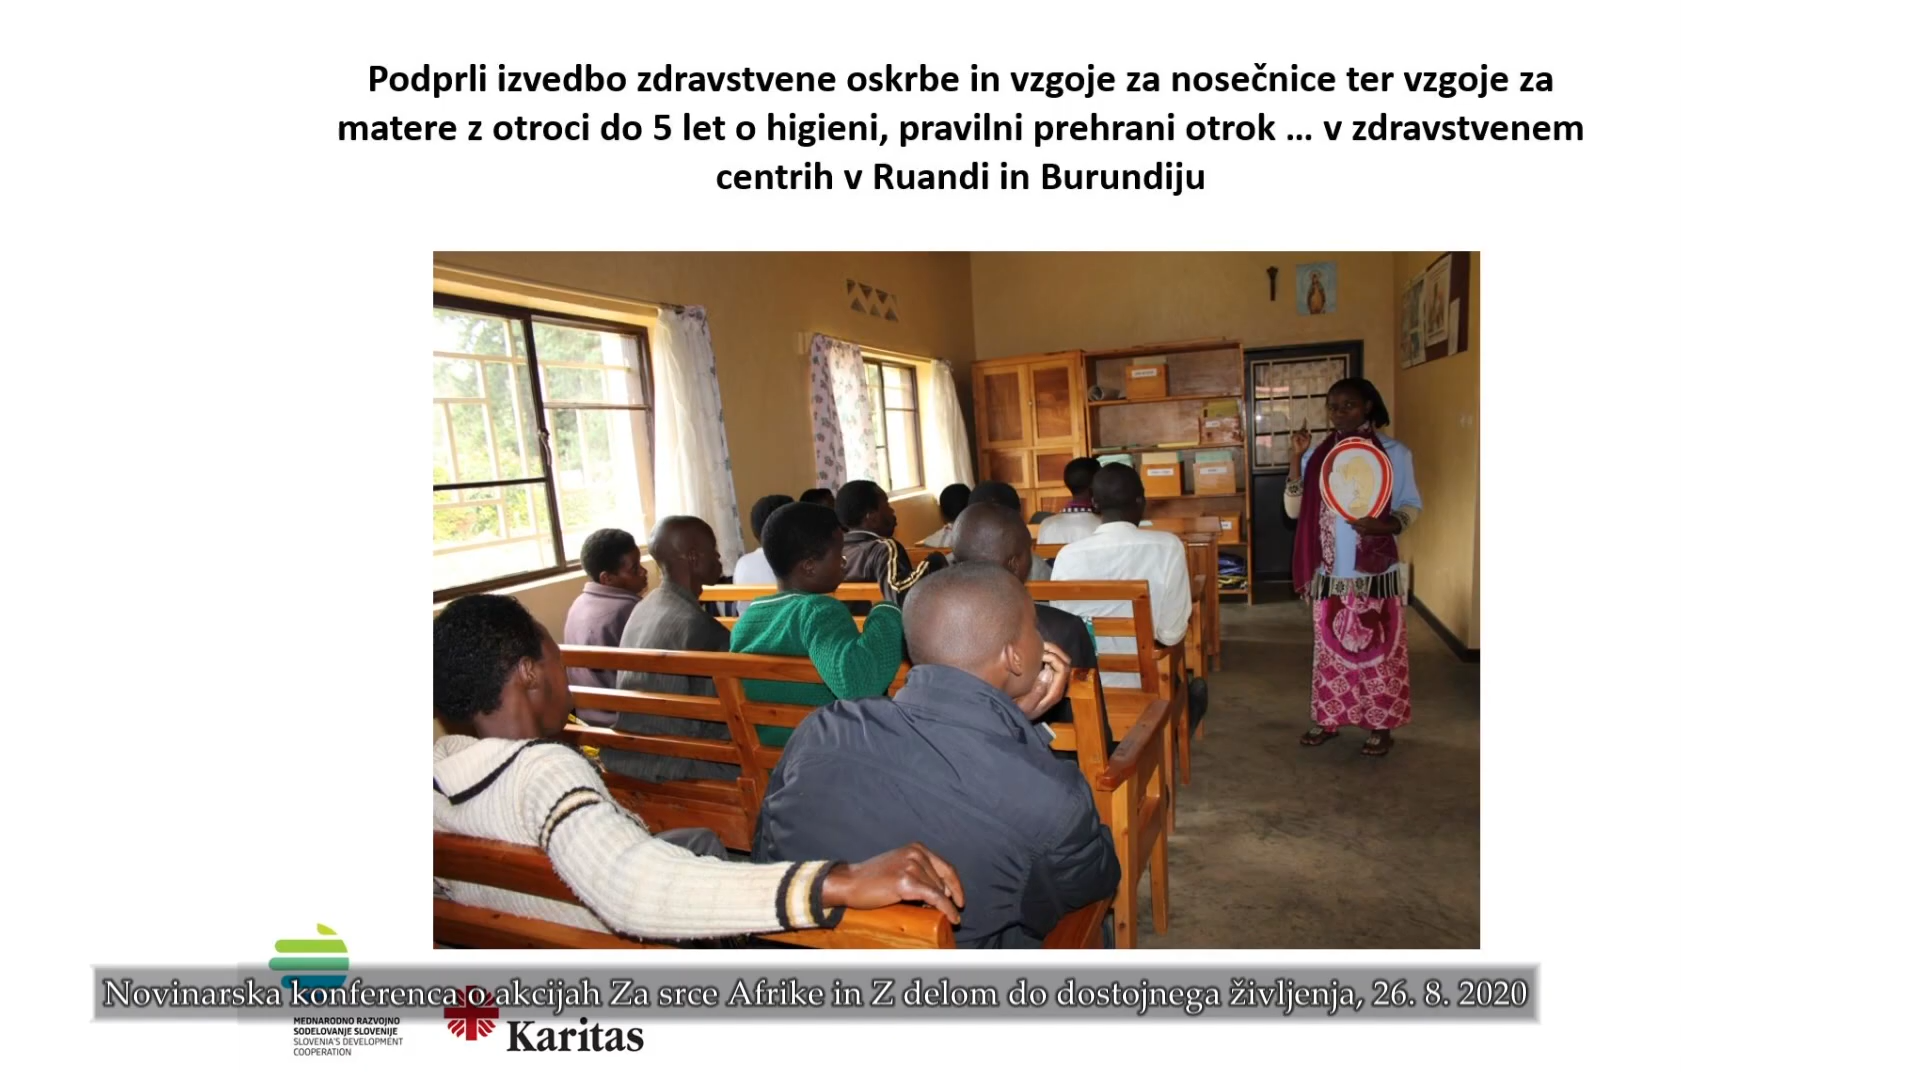 Podprli izvedbo zdravstvene oskrbe in vzgoje za nosečnice ter vzgoje za
matere z otroci do 5 let o higieni, pravilni prehrani otrok ... v zdravstvenem
centrih v Ruandi in Burundiju
Novinarska konferenca o akcijah Za srce Afrike in Z delom do dostojnega življenja, 26. 8. 2020
MEDNARODNO RAZVOJNO
SODELOVANJE SLOVENIJE
SLOVENIA'S DEVELOPMENT
COOPERATION
Karitas